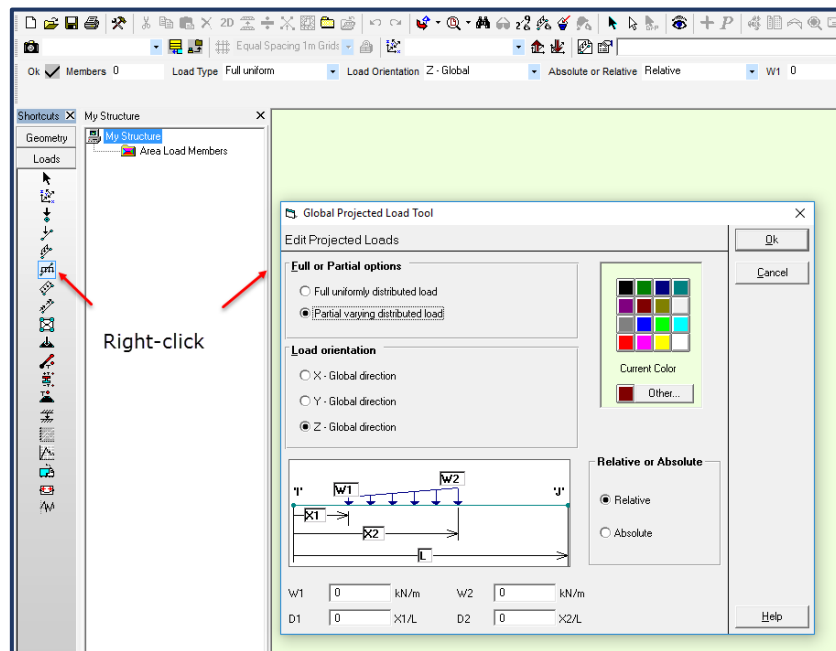 2D
Equal Spacing 1m Grids
Ok Members 0 Load Type Full uniform Load Orientation Z - Global Absolute or Relative Relative W1 0
Shortcuts X My Structure X
Geometry
Loads
My Structure
Area Load Members
Right-click
Global Projected Load Tool
Edit Projected Loads
Ok
Cancel
Full or Partial options
Full uniformly distributed load
Partial varying distributed load
Load orientation
X - Global direction
Y - Global direction
Z - Global direction
Current Color
Other...
'I' W1 W2 'J'
X1
X2
L
Relative or Absolute
Relative
Absolute
W1 0 kN/m W2 0 kN/m
D1 0 X1/L D2 0 X2/L
Help